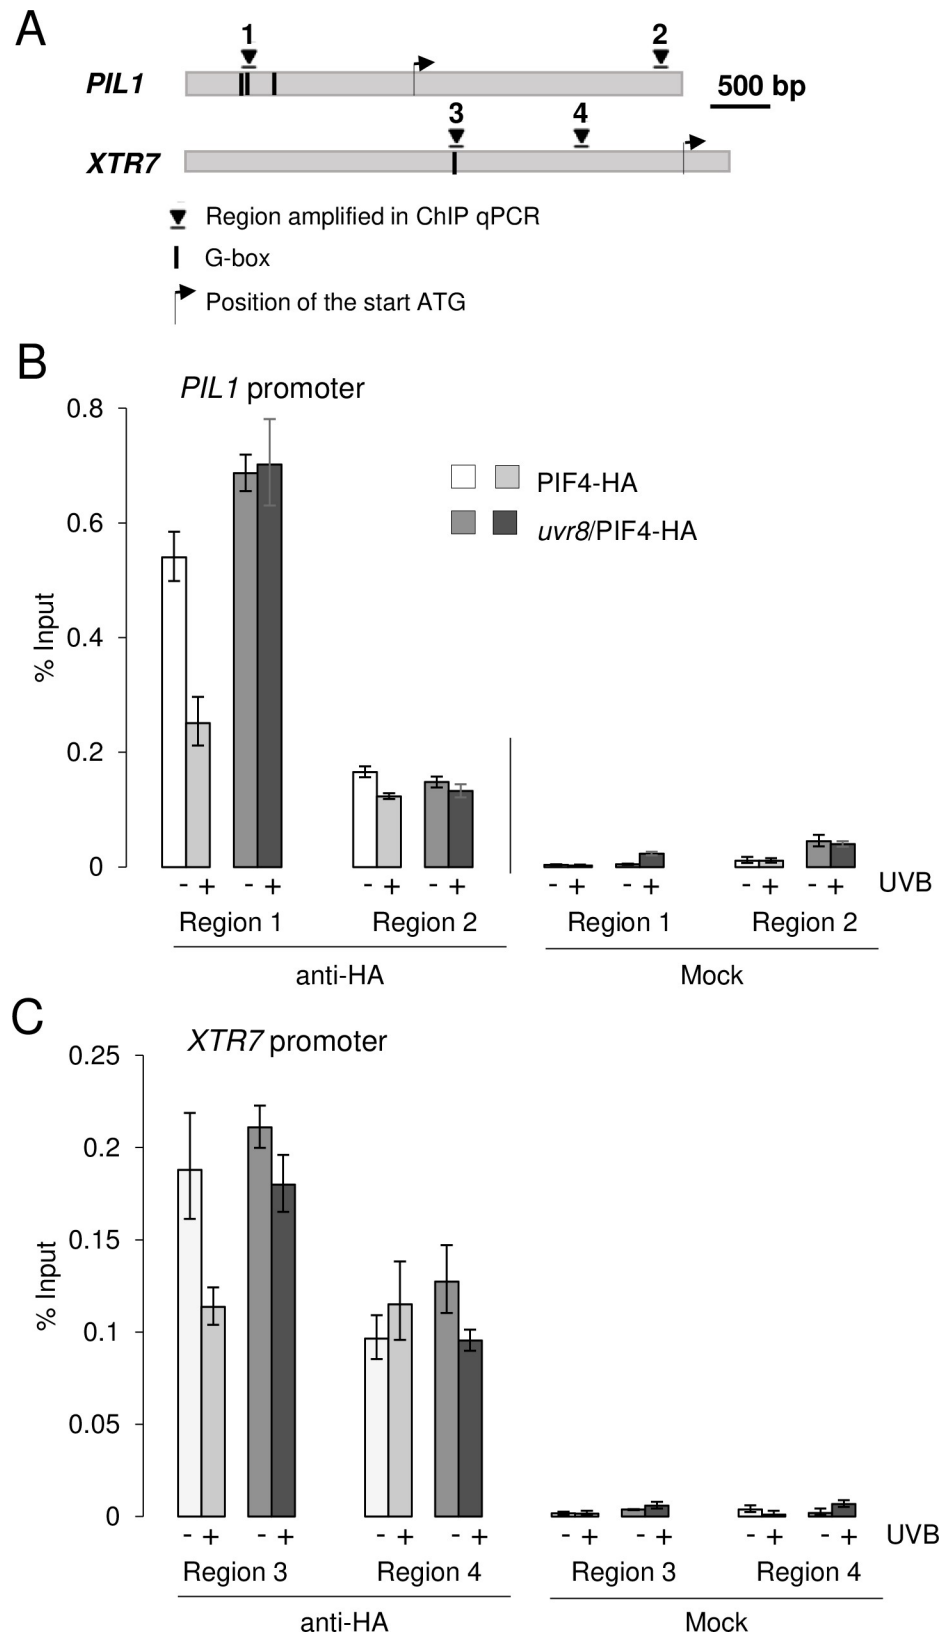 A
1 2
PIL1
500 bp
3 4
XTR7
Region amplified in ChIP qPCR
G-box
Position of the start ATG
B
PIL1 promoter
0.8
PIF4-HA
uvr8/PIF4-HA
0.6
% Input
0.4
0.2
0
- + - + - + - + - + - + - + - + UVB
Region 1 Region 2 Region 1 Region 2
anti-HA Mock
C
XTR7 promoter
0.25
0.2
0.15
% Input
0.1
0.05
0
- + - + - + - + - + - + - + - + UVB
Region 3 Region 4 Region 3 Region 4
anti-HA Mock